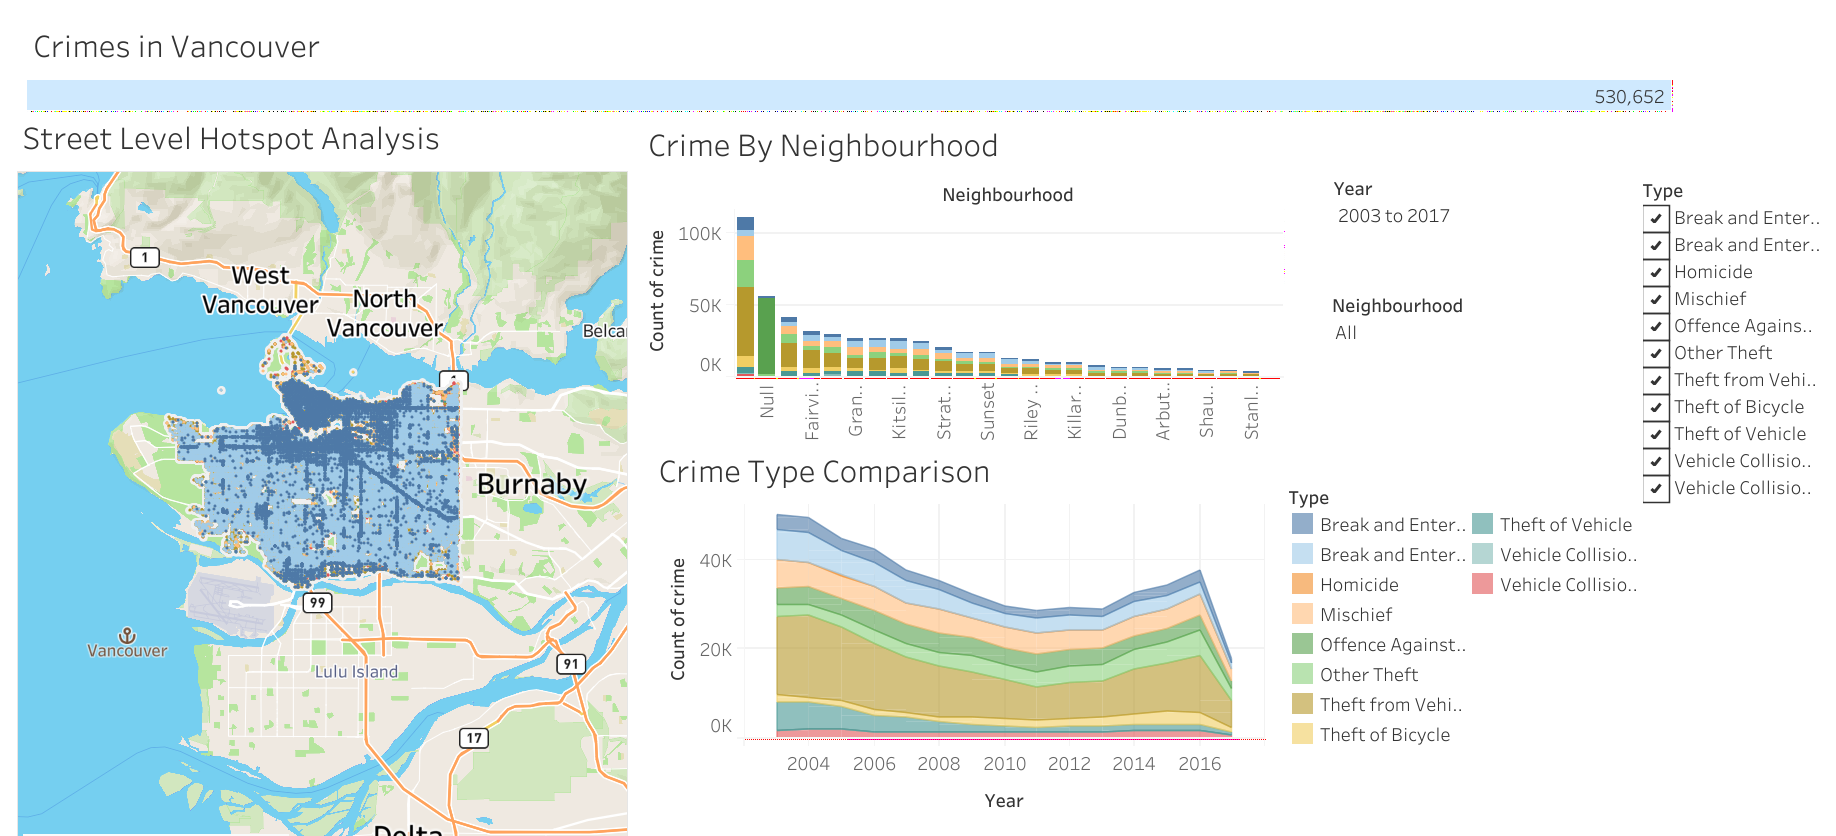 Crimes in Vancouver
530,652
Street Level Hotspot Analysis
1
West
Vancouver
North
Vancouver
Belca
Burnaby
99
Vancouver
Lulu Island
91
17
Delta
Crime By Neighbourhood
Neighbourhood
Count of crime
100K
50K
0K
Null
Fairvi..
Gran..
Kitsil..
Strat..
Sunset
Riley ..
Killar..
Dunb..
Arbut..
Shau..
Stanl..
Year
2003 to 2017
Neighbourhood
All
Type
Break and Enter..
Break and Enter..
Homicide
Mischief
Offence Agains..
Other Theft
Theft from Vehi..
Theft of Bicycle
Theft of Vehicle
Vehicle Collisio..
Vehicle Collisio..
Crime Type Comparison
Count of crime
40K
20K
0K
2004 2006 2008 2010 2012 2014 2016
Year
Type
Break and Enter.. Theft of Vehicle
Break and Enter.. Vehicle Collisio..
Homicide Vehicle Collisio..
Mischief
Offence Against..
Other Theft
Theft from Vehi..
Theft of Bicycle